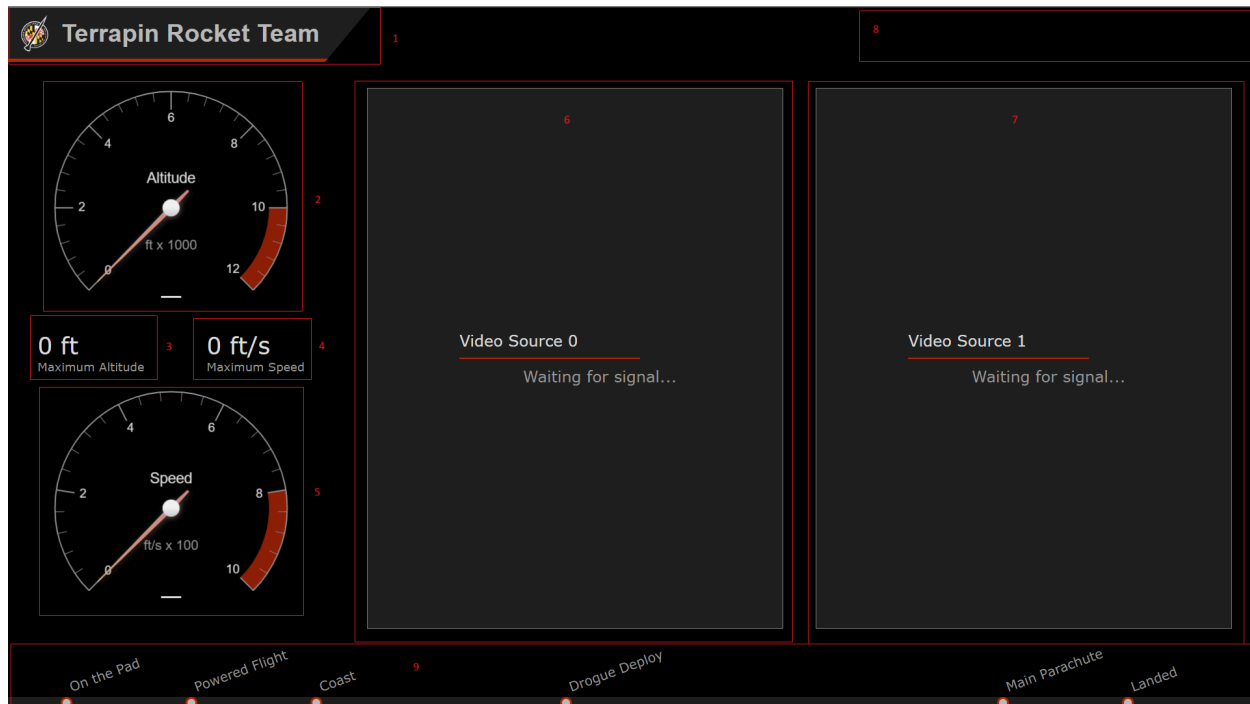 Terrapin Rocket Team
1
8
6
4
8
Altitude
2
10
ft x 1000
0
12
2
0 ft
Maximum Altitude
3
0 ft/s
Maximum Speed
4
4
6
Speed
2
8
ft/s x 100
0
10
5
6
Video Source 0
Waiting for signal...
7
Video Source 1
Waiting for signal...
On the Pad
Powered Flight
Coast
9
Drogue Deploy
Main Parachute
Landed